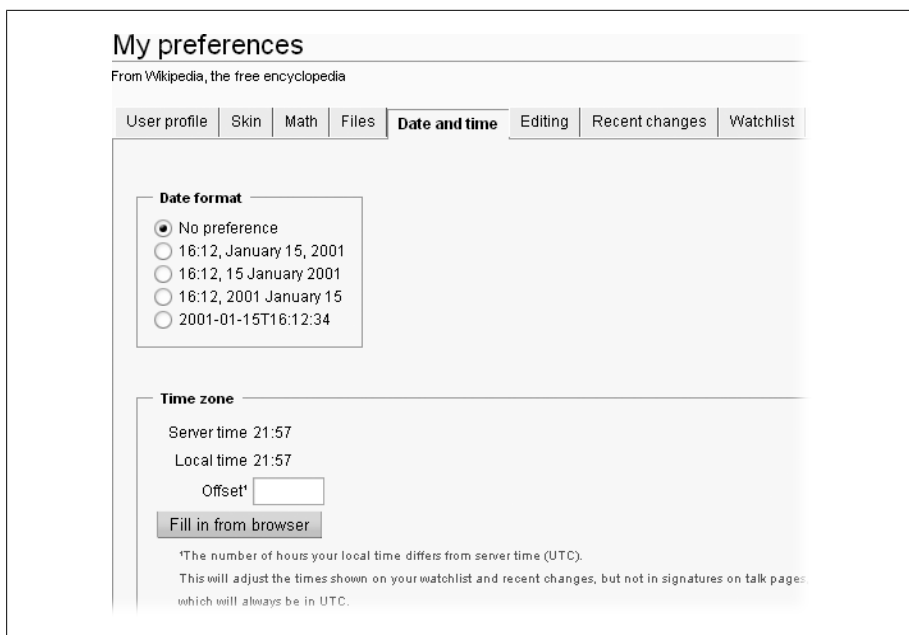 My preferences
From Wikipedia, the free encyclopedia
User profile Skin Math Files Date and time Editing Recent changes Watchlist
Date format
No preference
16:12, January 15, 2001
16:12, 15 January 2001
16:12, 2001 January 15
2001-01-15T16:12:34
Time zone
Server time 21:57
Local time 21:57
Offset¹
Fill in from browser
¹The number of hours your local time differs from server time (UTC).
This will adjust the times shown on your watchlist and recent changes, but not in signatures on talk pages
which will always be in UTC.